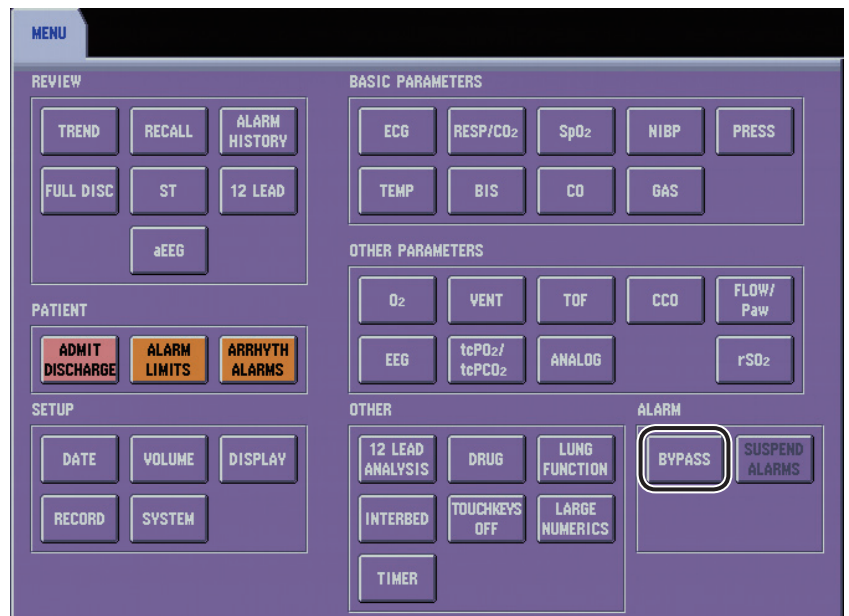 MENU
REVIEW
TREND
RECALL
ALARM
HISTORY
FULL DISC
ST
12 LEAD
aEEG
PATIENT
ADMIT
DISCHARGE
ALARM
LIMITS
ARRHYTH
ALARMS
SETUP
DATE
VOLUME
DISPLAY
RECORD
SYSTEM
BASIC PARAMETERS
ECG
RESP/CO2
SpO2
NIBP
PRESS
TEMP
BIS
CO
GAS
OTHER PARAMETERS
O2
VENT
TOF
CCO
FLOW/
Paw
EEG
tcPO2/
tcPCO2
ANALOG
rSO2
OTHER
12 LEAD
ANALYSIS
DRUG
LUNG
FUNCTION
INTERBED
TOUCHKEYS
OFF
LARGE
NUMERICS
TIMER
ALARM
BYPASS
SUSPEND
ALARMS